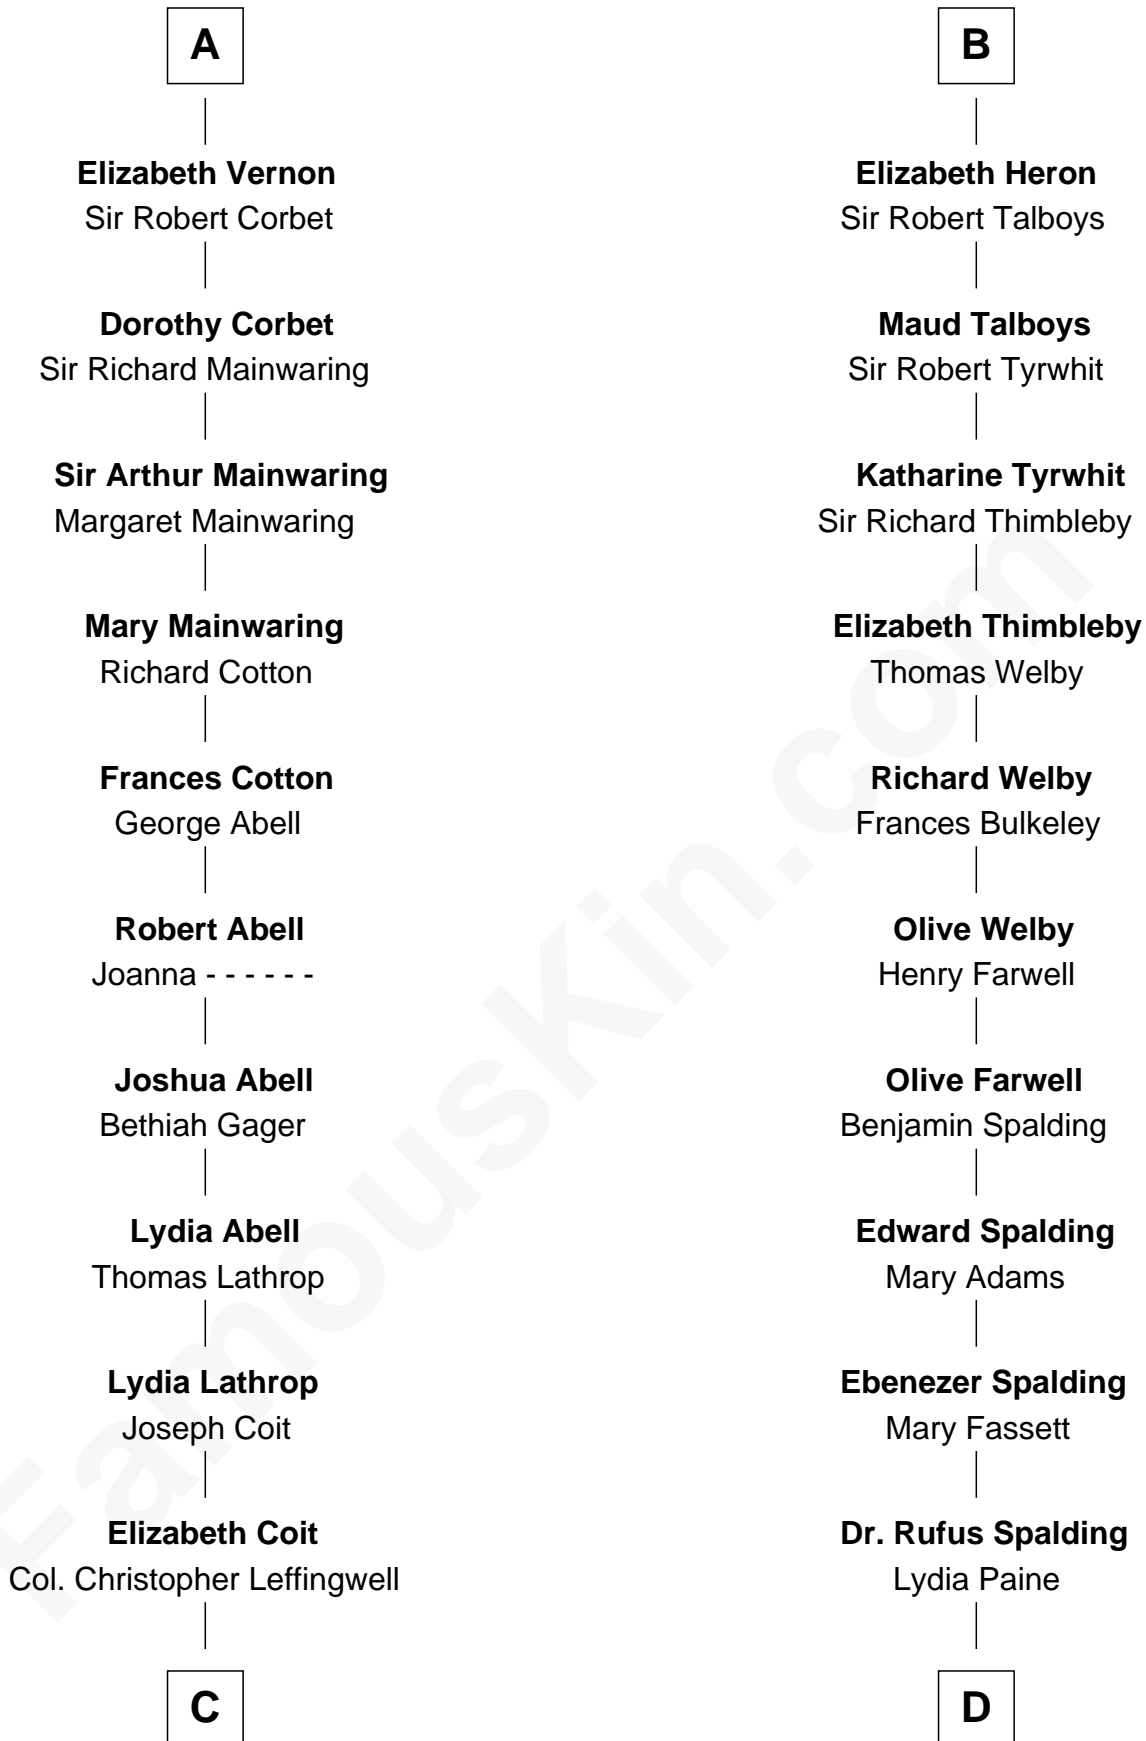 A
Elizabeth Vernon
Sir Robert Corbet
Dorothy Corbet
Sir Richard Mainwaring
Sir Arthur Mainwaring
Margaret Mainwaring
Mary Mainwaring
Richard Cotton
Frances Cotton
George Abell
Robert Abell
Joanna - - - - - -
Joshua Abell
Bethiah Gager
Lydia Abell
Thomas Lathrop
Lydia Lathrop
Joseph Coit
Elizabeth Coit
Col. Christopher Leffingwell
C
B
Elizabeth Heron
Sir Robert Talboys
Maud Talboys
Sir Robert Tyrwhit
Katharine Tyrwhit
Sir Richard Thimbleby
Elizabeth Thimbleby
Thomas Welby
Richard Welby
Frances Bulkeley
Olive Welby
Henry Farwell
Olive Farwell
Benjamin Spalding
Edward Spalding
Mary Adams
Ebenezer Spalding
Mary Fassett
Dr. Rufus Spalding
Lydia Paine
D
FamousKin.com